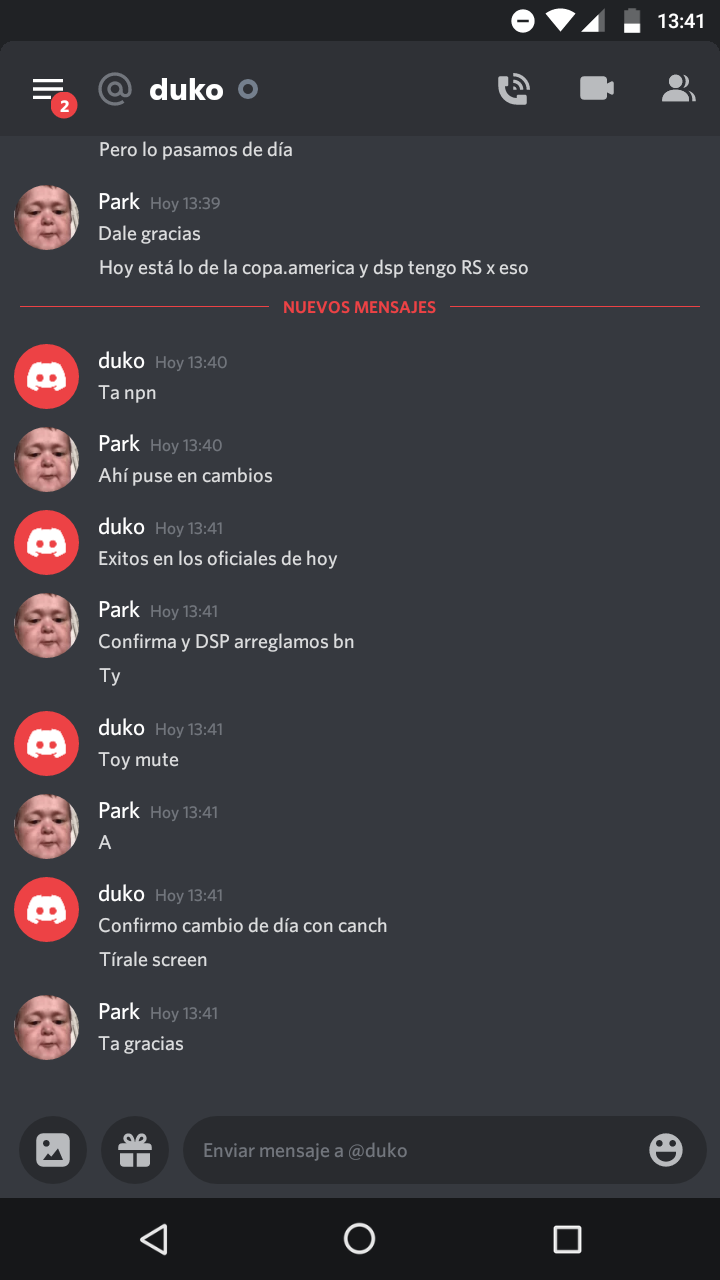 13:41
2
@ duko
Pero lo pasamos de día
Park Hoy 13:39
Dale gracias
Hoy está lo de la copa.america y dsp tengo RS x eso
NUEVOS MENSAJES
duko Hoy 13:40
Ta npn
Park Hoy 13:40
Ahí puse en cambios
duko Hoy 13:41
Exitos en los oficiales de hoy
Park Hoy 13:41
Confirma y DSP arreglamos bn
Ty
duko Hoy 13:41
Toy mute
Park Hoy 13:41
A
duko Hoy 13:41
Confirmo cambio de día con canch
Tírale screen
Park Hoy 13:41
Ta gracias
Enviar mensaje a @duko